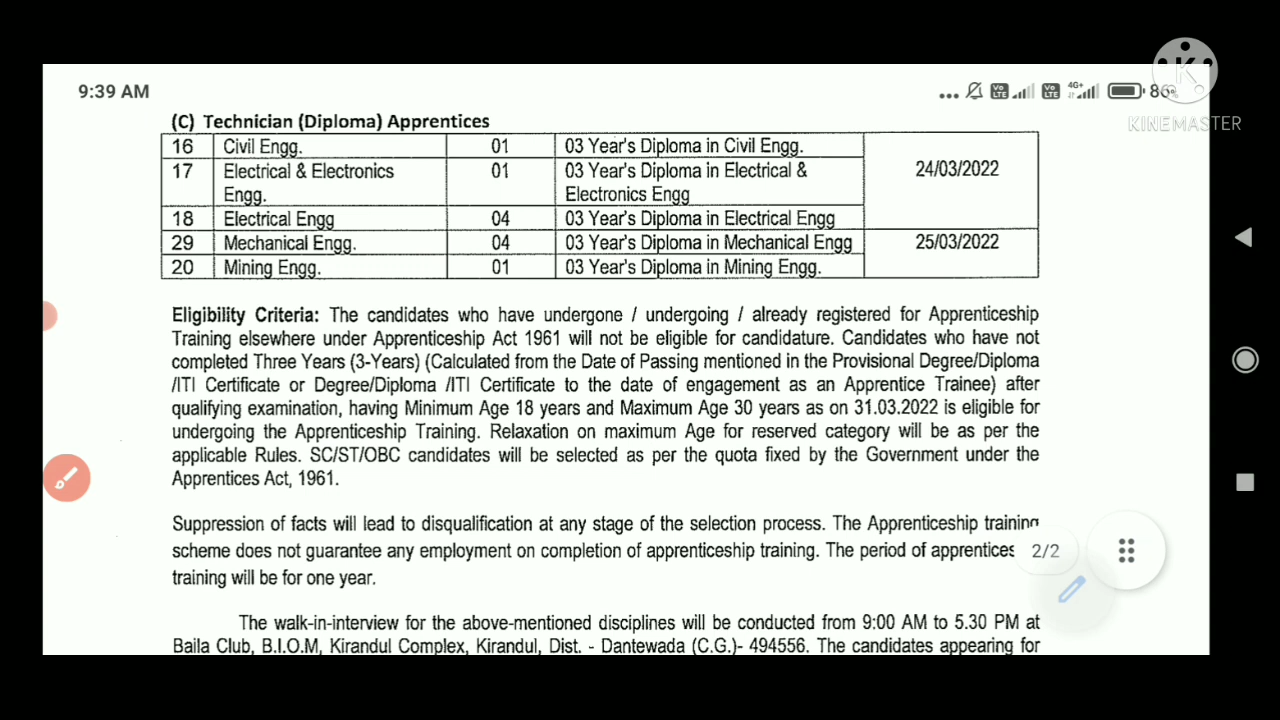 9:39 AM
4G+
86
KINEMASTER
(C) Technician (Diploma) Apprentices
16 Civil Engg. 01 03 Year's Diploma in Civil Engg. 24/03/2022
17 Electrical & Electronics Engg. 01 03 Year's Diploma in Electrical & Electronics Engg
18 Electrical Engg 04 03 Year's Diploma in Electrical Engg
29 Mechanical Engg. 04 03 Year's Diploma in Mechanical Engg 25/03/2022
20 Mining Engg. 01 03 Year's Diploma in Mining Engg.
Eligibility Criteria: The candidates who have undergone / undergoing / already registered for Apprenticeship
Training elsewhere under Apprenticeship Act 1961 will not be eligible for candidature. Candidates who have not
completed Three Years (3-Years) (Calculated from the Date of Passing mentioned in the Provisional Degree/Diploma
/ITI Certificate or Degree/Diploma /ITI Certificate to the date of engagement as an Apprentice Trainee) after
qualifying examination, having Minimum Age 18 years and Maximum Age 30 years as on 31.03.2022 is eligible for
undergoing the Apprenticeship Training. Relaxation on maximum Age for reserved category will be as per the
applicable Rules. SC/ST/OBC candidates will be selected as per the quota fixed by the Government under the
Apprentices Act, 1961.
Suppression of facts will lead to disqualification at any stage of the selection process. The Apprenticeship training
scheme does not guarantee any employment on completion of apprenticeship training. The period of apprentices
training will be for one year.
2/2
The walk-in-interview for the above-mentioned disciplines will be conducted from 9:00 AM to 5.30 PM at
Baila Club, B.I.O.M, Kirandul Complex, Kirandul, Dist. - Dantewada (C.G.)- 494556. The candidates appearing for